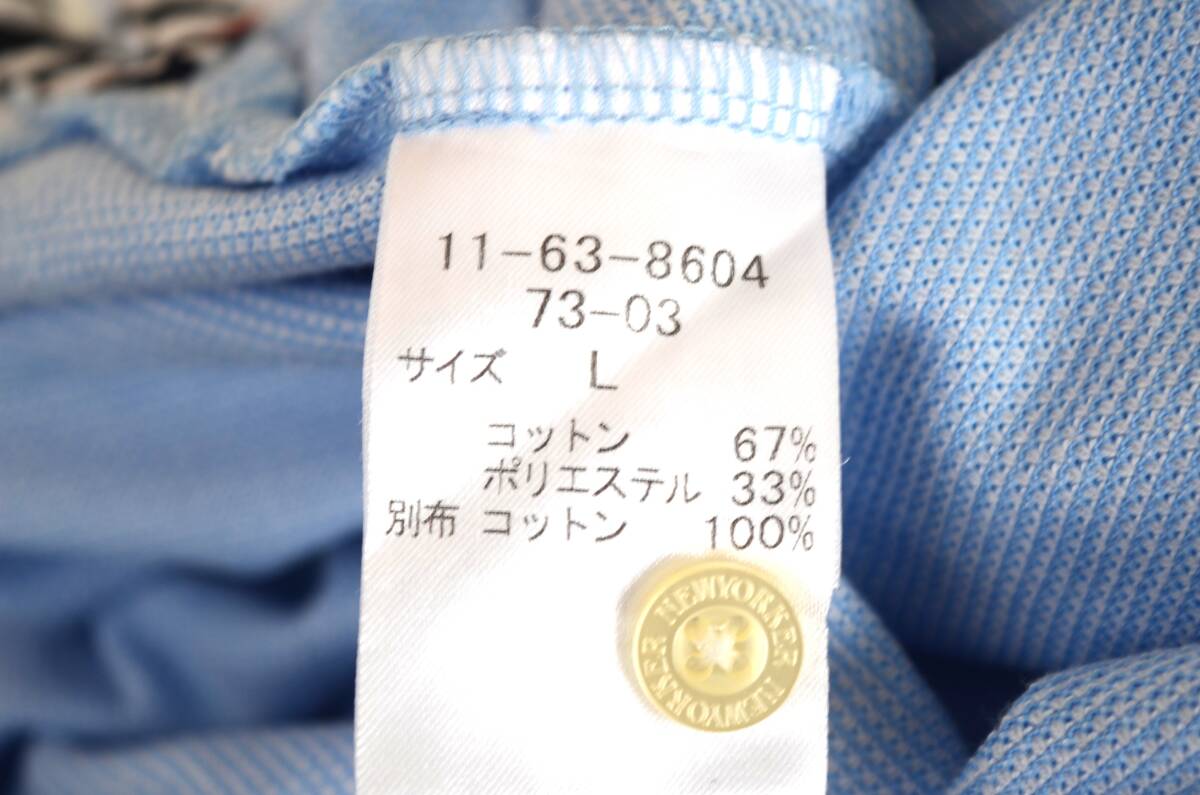 11-63-8604
73-03
サイズ L
コットン 67%
ポリエステル 33%
別布 コットン 100%
NEWYORKER NEWYORKER